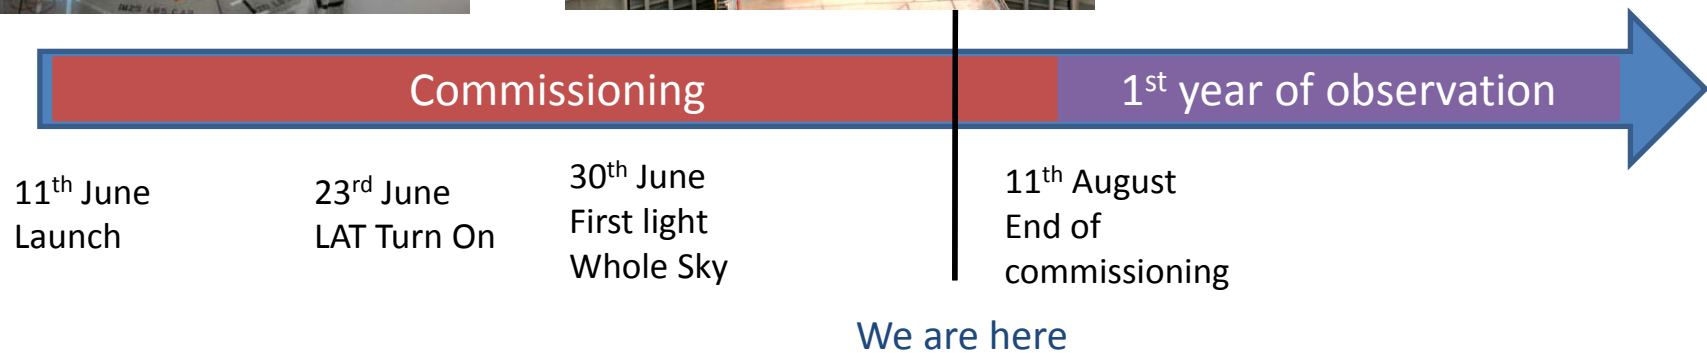 Commissioning
1st year of observation
11th June
Launch
23rd June
LAT Turn On
30th June
First light
Whole Sky
11th August
End of
commissioning
We are here